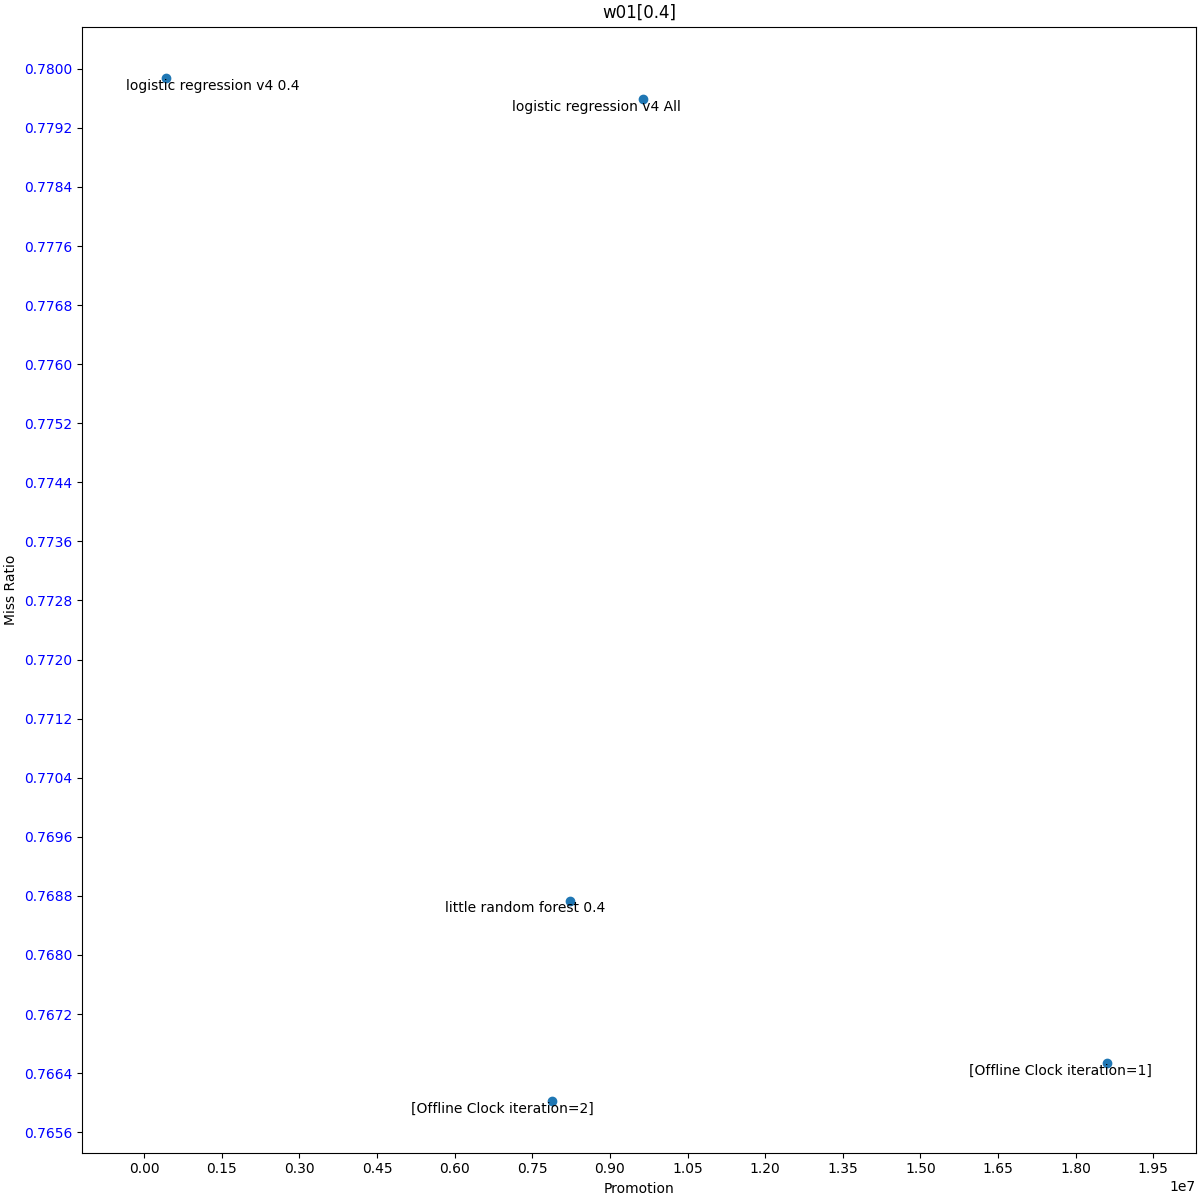 w01[0.4]
0.7800
logistic regression v4 0.4
logistic regression v4 All
0.7792
0.7784
0.7776
0.7768
0.7760
0.7752
0.7744
0.7736
Miss Ratio
0.7728
0.7720
0.7712
0.7704
0.7696
0.7688
little random forest 0.4
0.7680
0.7672
0.7664
[Offline Clock iteration=1]
[Offline Clock iteration=2]
0.7656
0.00 0.15 0.30 0.45 0.60 0.75 0.90 1.05 1.20 1.35 1.50 1.65 1.80 1.95
Promotion
1e7